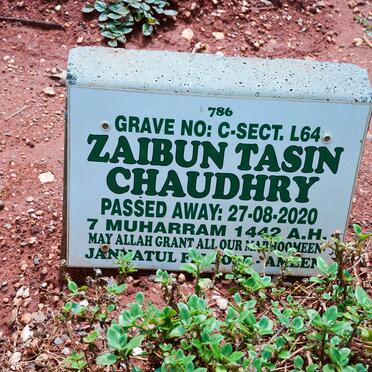 786
GRAVE NO: C-SECT. L64
ZAIBUN TASIN
CHAUDHRY
PASSED AWAY: 27-08-2020
7 MUHARRAM 1442 A.H.
MAY ALLAH GRANT ALL OUR MARHOOMEEN
JANNATUL